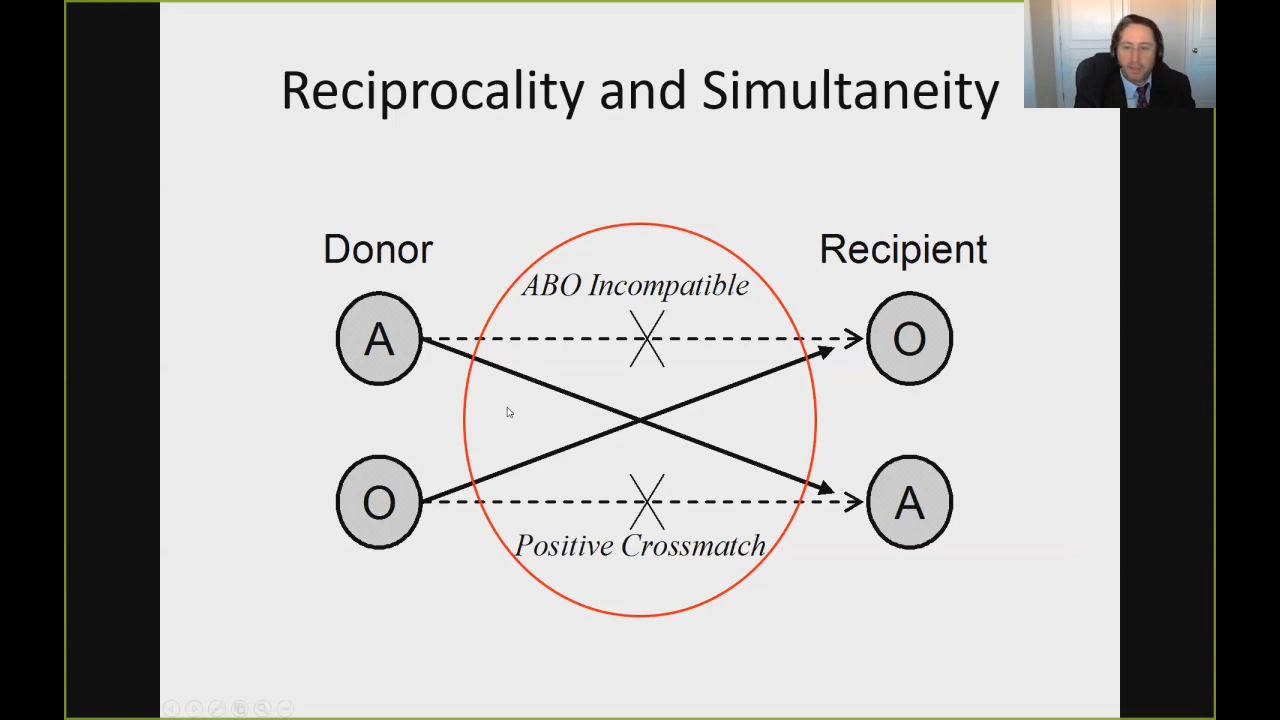 Reciprocality and Simultaneity
Donor
Recipient
ABO Incompatible
A
O
O
A
Positive Crossmatch